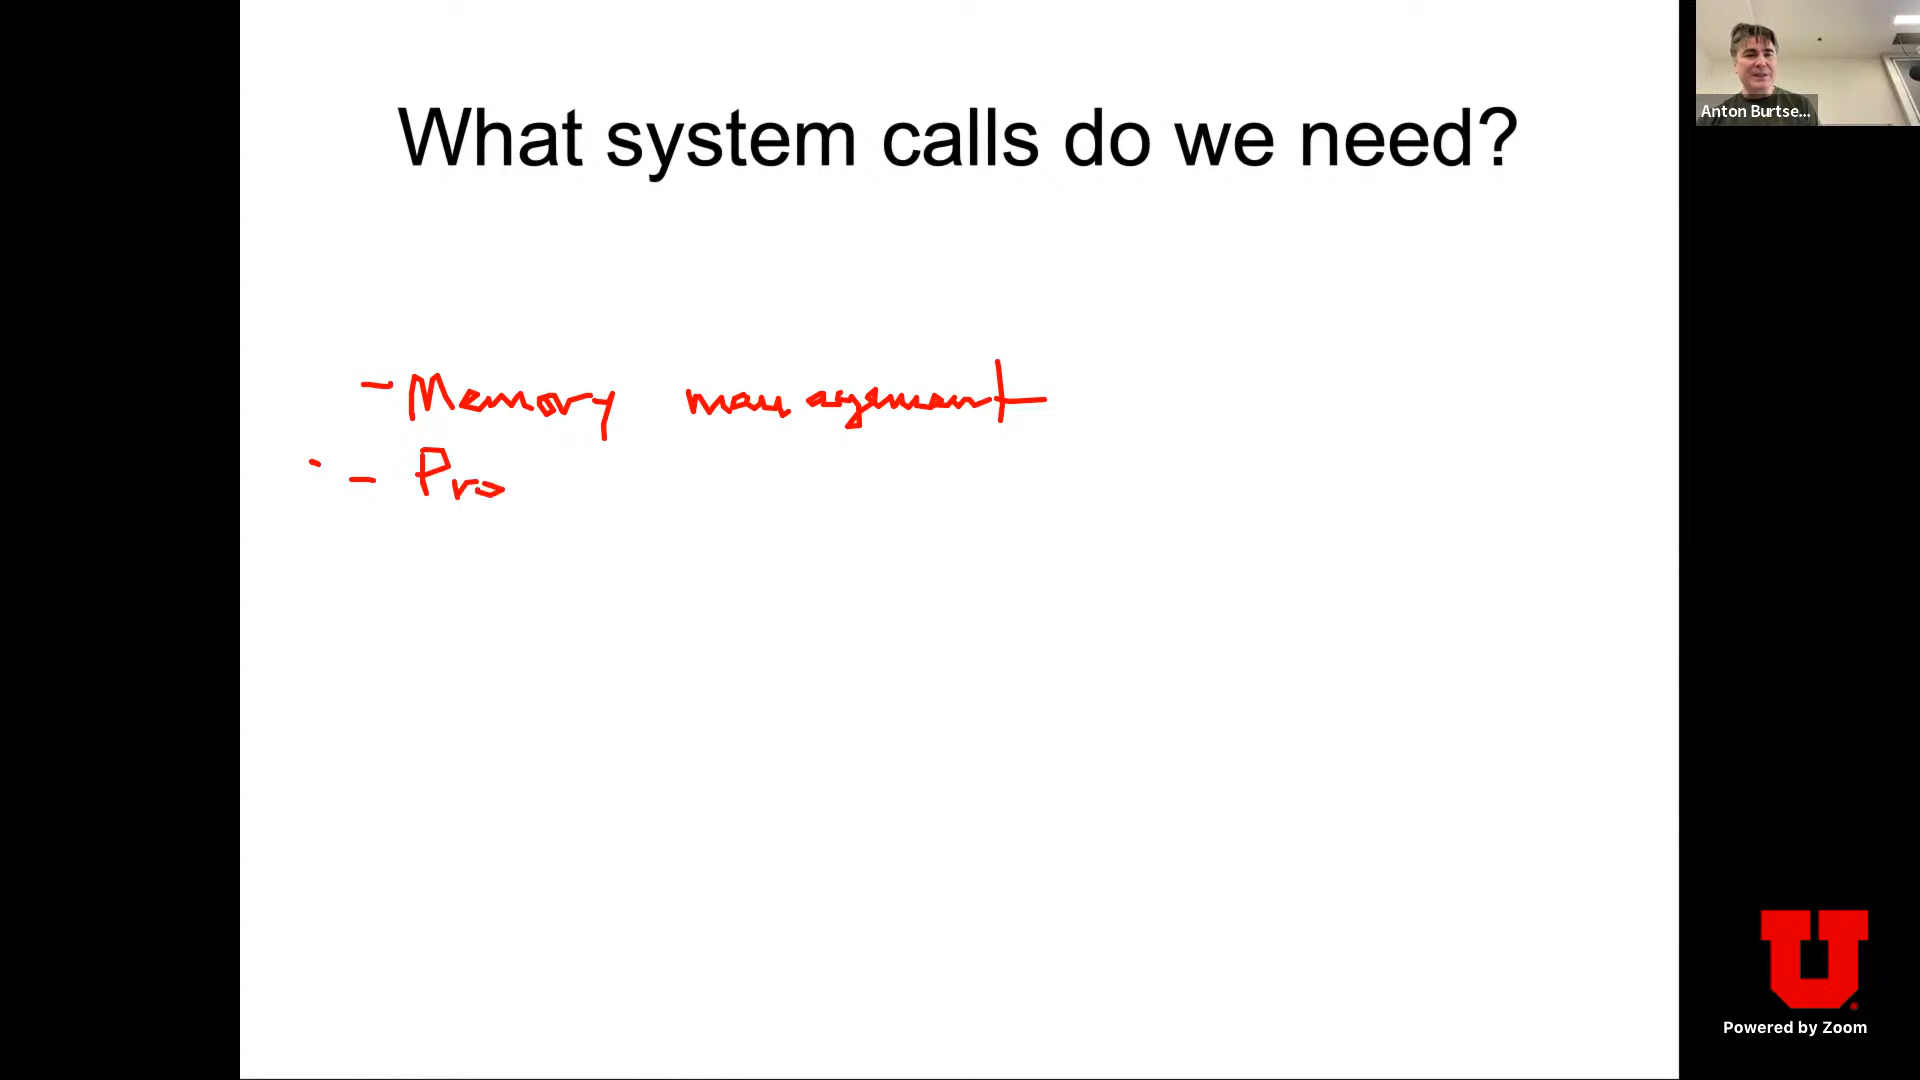 What system calls do we need?
- Memory management
- Pro
Anton Burtse...
U
Powered by Zoom